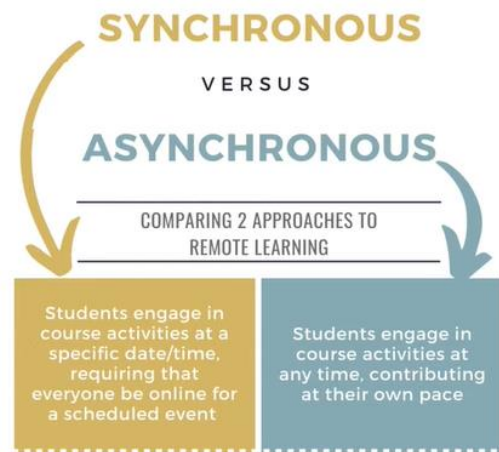 SYNCHRONOUS
VERSUS
ASYNCHRONOUS
COMPARING 2 APPROACHES TO
REMOTE LEARNING
Students engage in
course activities at a
specific date/time,
requiring that
everyone be online for
a scheduled event
Students engage in
course activities at
any time, contributing
at their own pace